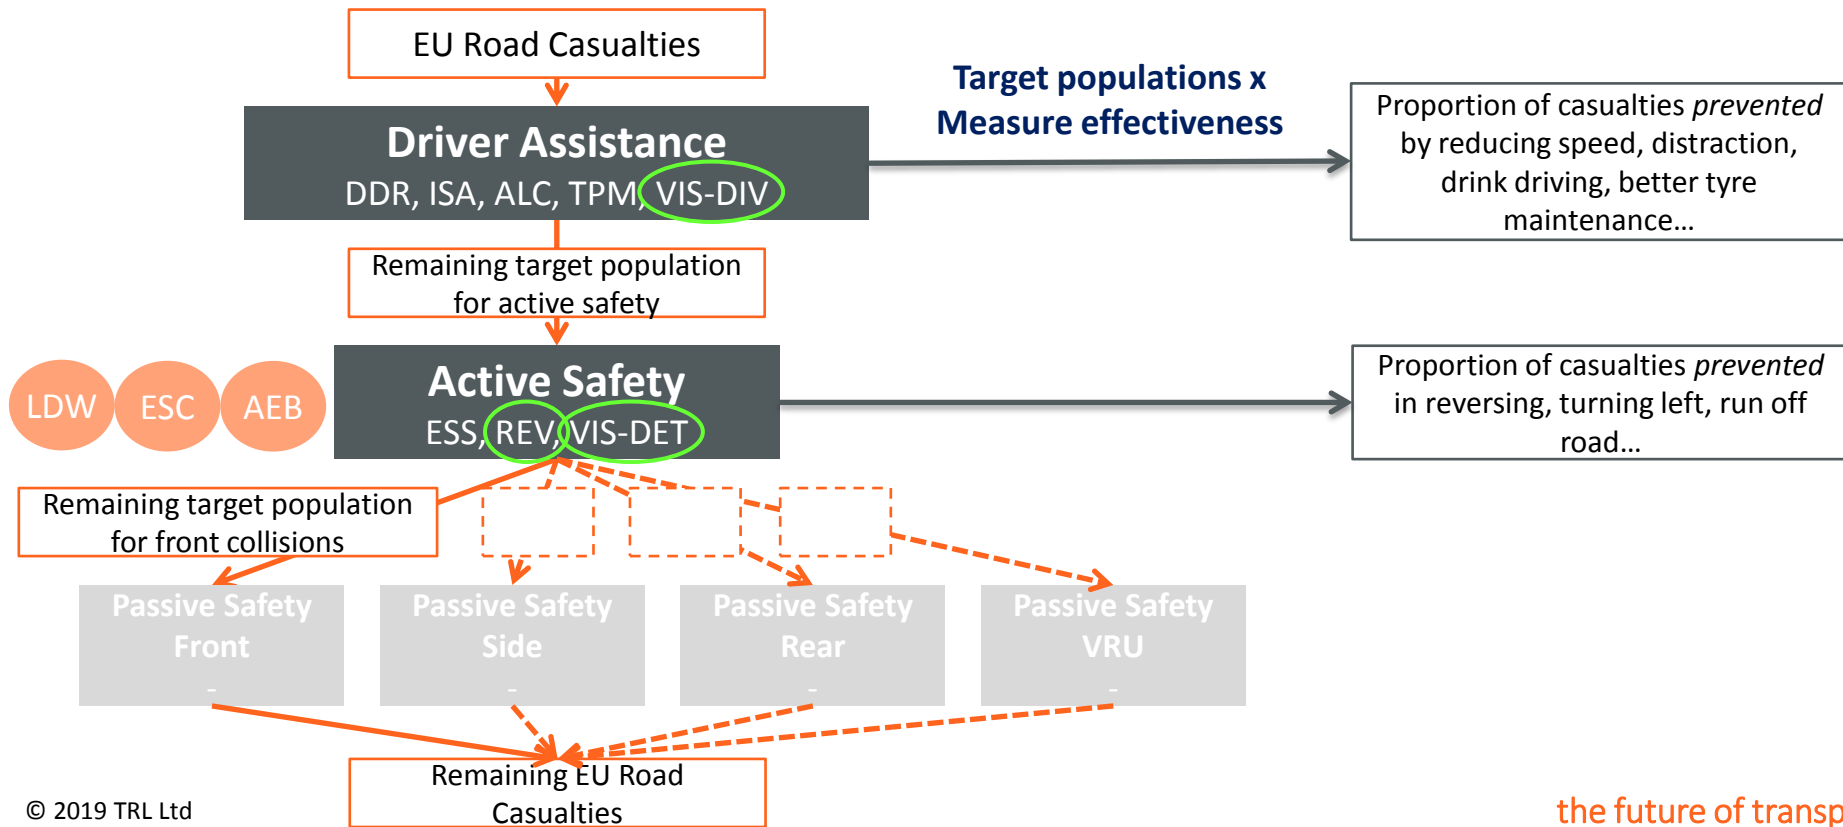 EU Road Casualties
Target populations x
Measure effectiveness
Driver Assistance
DDR, ISA, ALC, TPM, VIS-DIV
Proportion of casualties prevented
by reducing speed, distraction,
drink driving, better tyre
maintenance…
Remaining target population
for active safety
LDW
ESC
AEB
Active Safety
ESS, REV, VIS-DET
Proportion of casualties prevented
in reversing, turning left, run off
road…
Remaining target population
for front collisions
Passive Safety
Front
-
Passive Safety
Side
-
Passive Safety
Rear
-
Passive Safety
VRU
-
Remaining EU Road
Casualties
© 2019 TRL Ltd
the future of transp